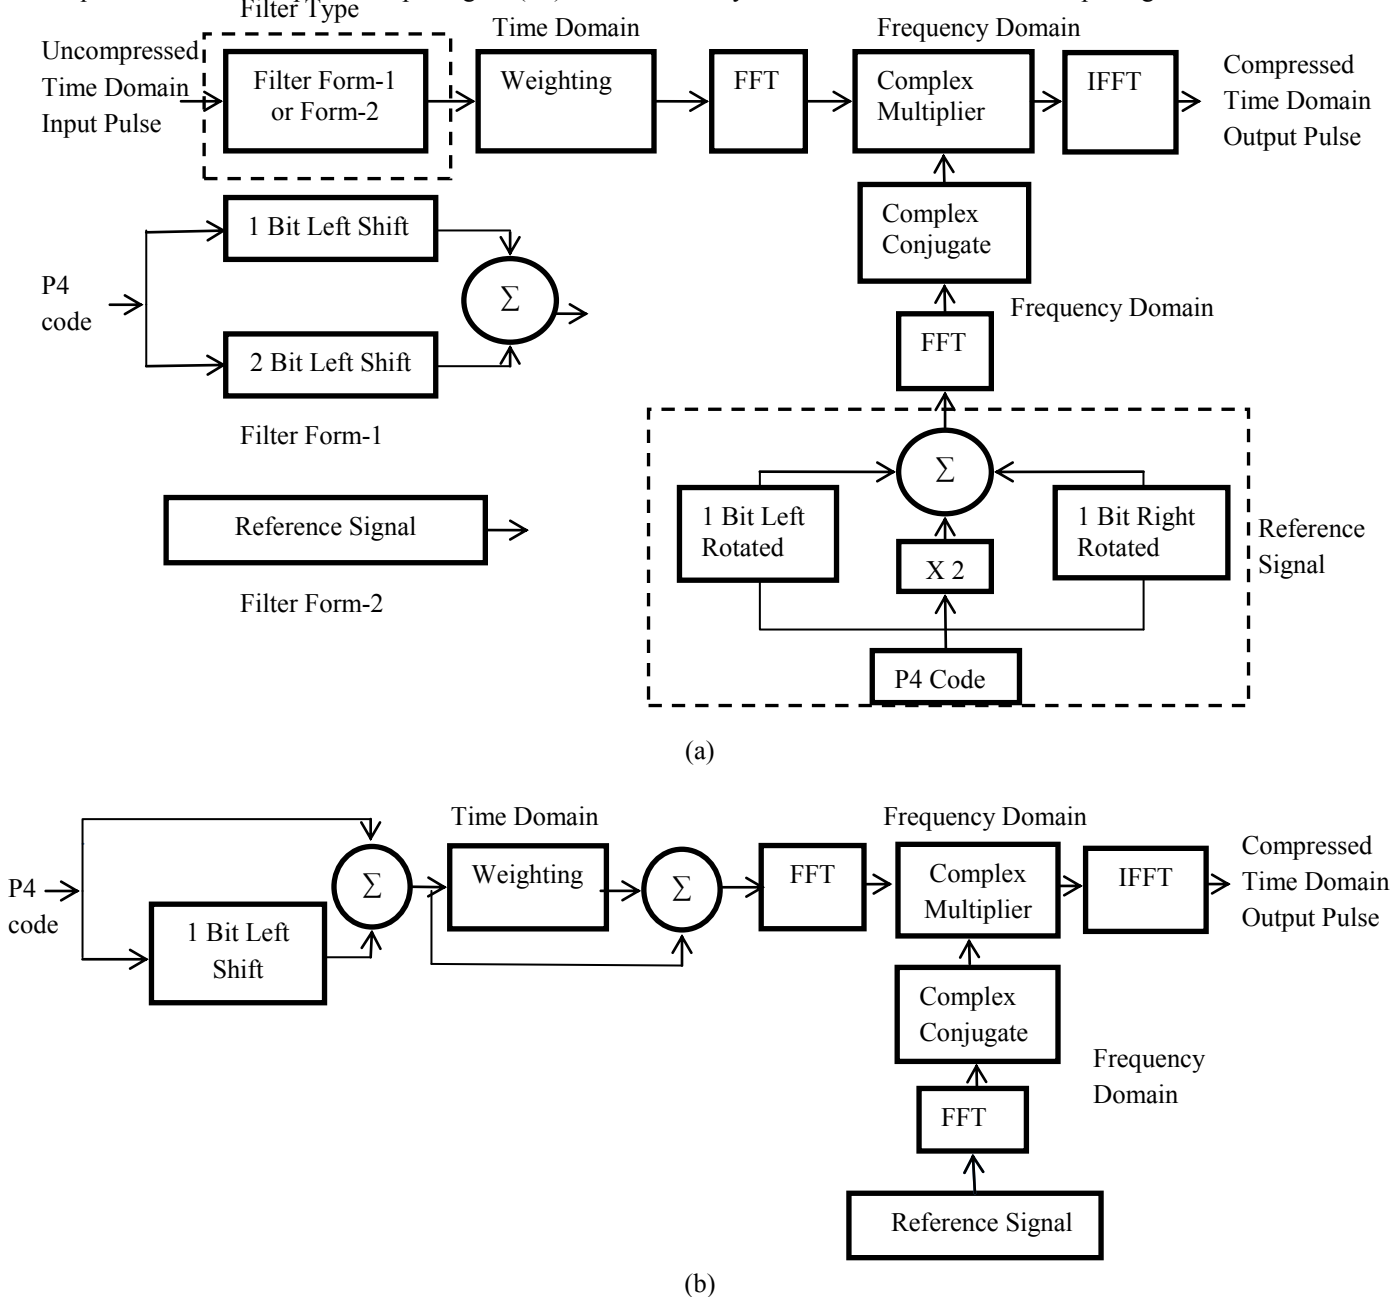 Filter Type
Time Domain
Frequency Domain
Uncompressed
Time Domain
Input Pulse
Filter Form-1
or Form-2
Weighting
FFT
Complex
Multiplier
IFFT
Compressed
Time Domain
Output Pulse
Complex
Conjugate
1 Bit Left Shift
P4
code
∑
2 Bit Left Shift
Filter Form-1
Frequency Domain
FFT
∑
1 Bit Left
Rotated
1 Bit Right
Rotated
X 2
P4 Code
Reference
Signal
Reference Signal
Filter Form-2
(a)
Time Domain
Frequency Domain
P4
code
∑
1 Bit Left
Shift
Weighting
∑
FFT
Complex
Multiplier
IFFT
Compressed
Time Domain
Output Pulse
Complex
Conjugate
Frequency
Domain
FFT
Reference Signal
(b)